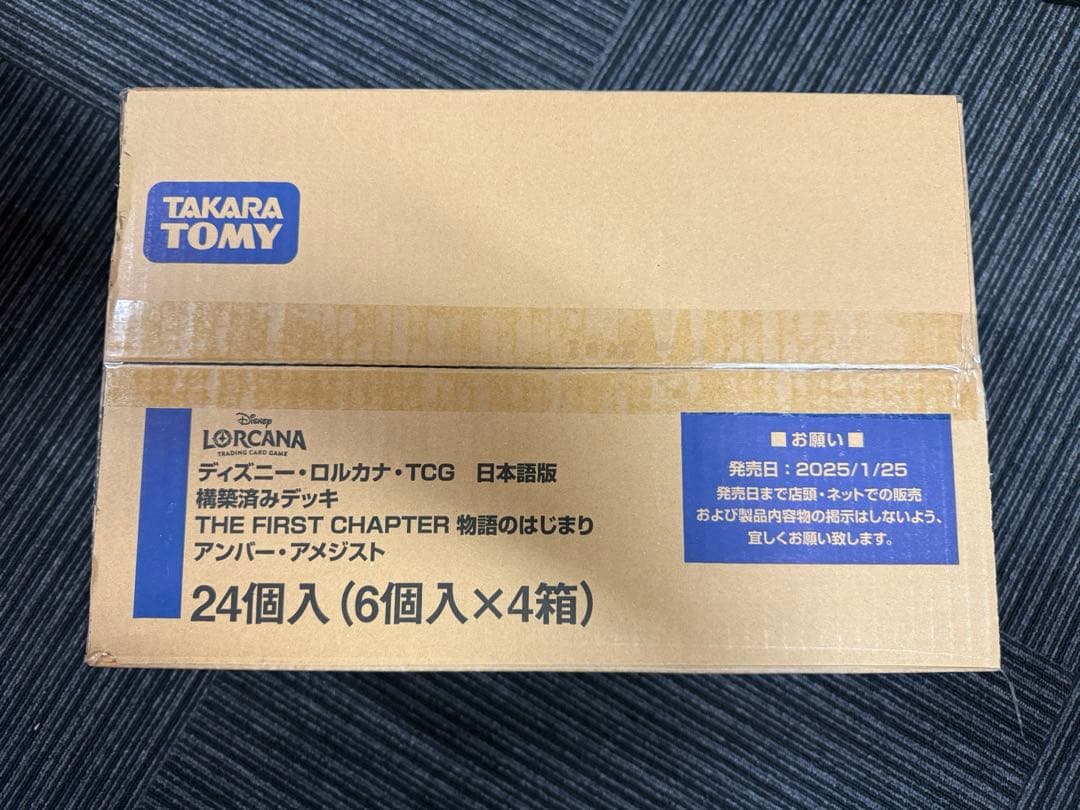 TAKARA
TOMY
Disney
LORCANA
TRADING CARD GAME
ディズニー・ロルカナ・TCG 日本語版
構築済みデッキ
THE FIRST CHAPTER 物語のはじまり
アンバー・アメジスト
24個入(6個入×4箱)
■お願い■
発売日:2025/1/25
発売日まで店頭・ネットでの販売
および製品内容物の掲示はしないよう、
宜しくお願い致します。